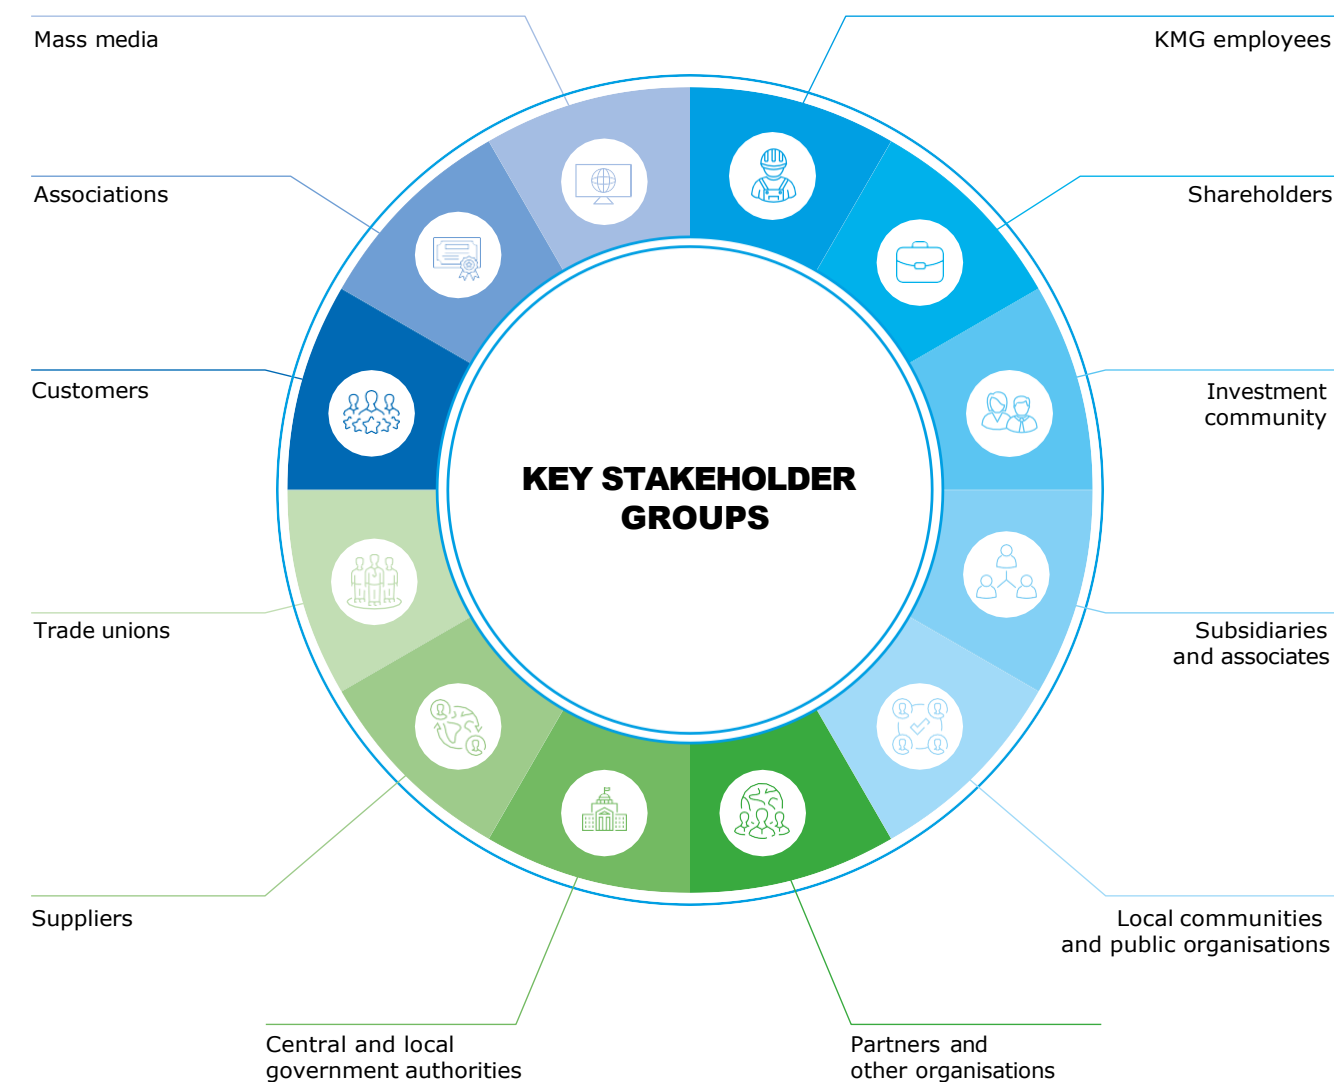 Mass media
KMG employees
Associations
Shareholders
Customers
Investment
community
KEY STAKEHOLDER
GROUPS
Trade unions
Subsidiaries
and associates
Suppliers
Local communities
and public organisations
Central and local
government authorities
Partners and
other organisations